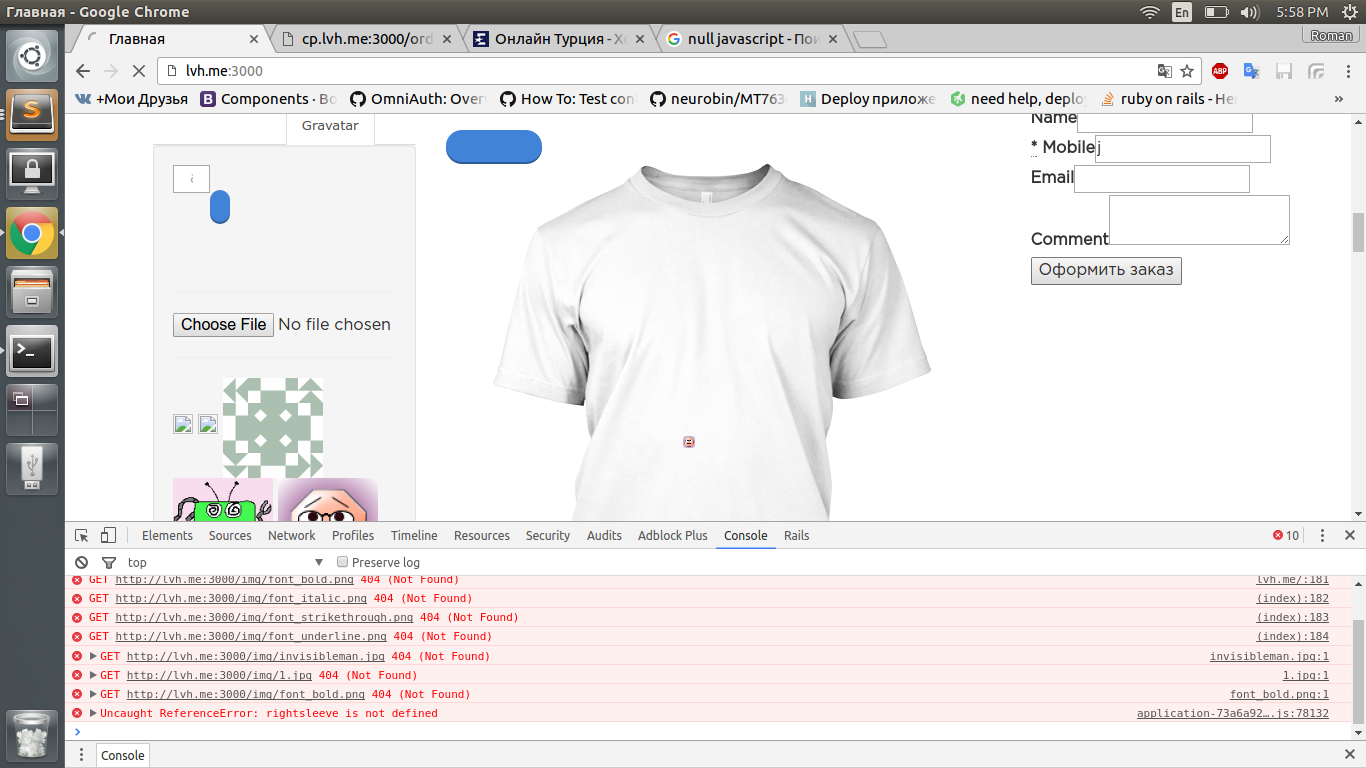 Главная - Google Chrome
En
5:58 PM
Главная
cp.lvh.me:3000/ord
Онлайн Турция - Хо
null javascript - Пои
Roman
lvh.me:3000
ABP
+Мои Друзья
Components · Bo
OmniAuth: Over
How To: Test con
neurobin/MT763
Deploy приложе
need help, deploy
ruby on rails - He
»
Gravatar
Name
* Mobile j
Email
Comment
Оформить заказ
Choose File No file chosen
Elements Sources Network Profiles Timeline Resources Security Audits Adblock Plus Console Rails
10
top
Preserve log
GET http://lvh.me:3000/img/font_bold.png 404 (Not Found) lvh.me/:181
GET http://lvh.me:3000/img/font_italic.png 404 (Not Found) (index):182
GET http://lvh.me:3000/img/font_strikethrough.png 404 (Not Found) (index):183
GET http://lvh.me:3000/img/font_underline.png 404 (Not Found) (index):184
GET http://lvh.me:3000/img/invisibleman.jpg 404 (Not Found) invisibleman.jpg:1
GET http://lvh.me:3000/img/1.jpg 404 (Not Found) 1.jpg:1
GET http://lvh.me:3000/img/font_bold.png 404 (Not Found) font_bold.png:1
Uncaught ReferenceError: rightsleeve is not defined application-73a6a92….js:78132
Console